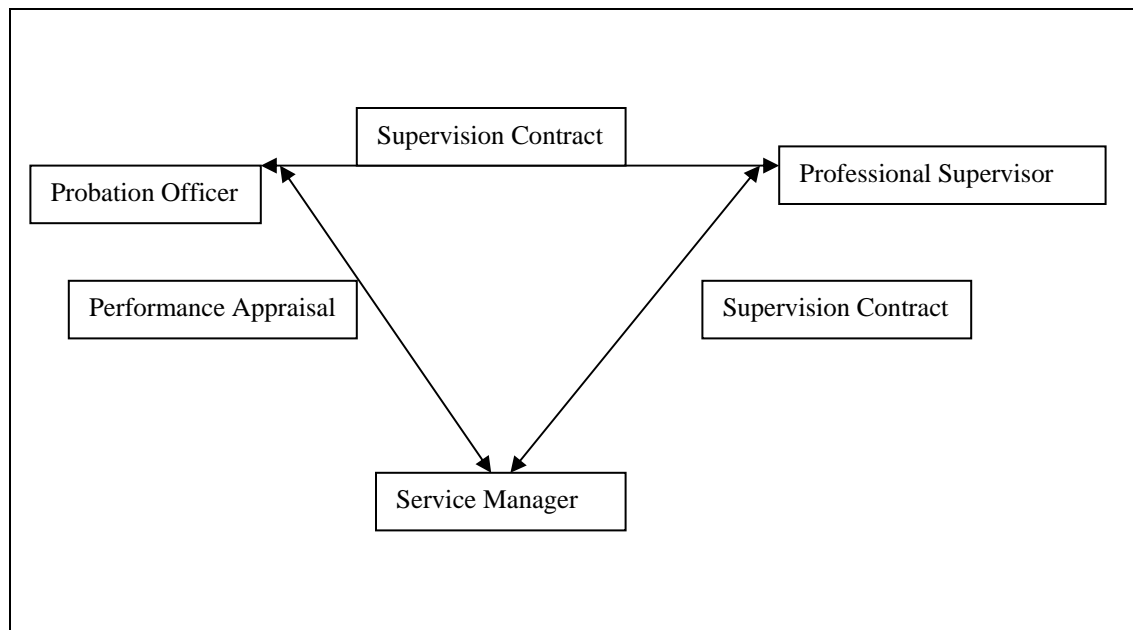 Supervision Contract
Probation Officer
Professional Supervisor
Performance Appraisal
Supervision Contract
Service Manager